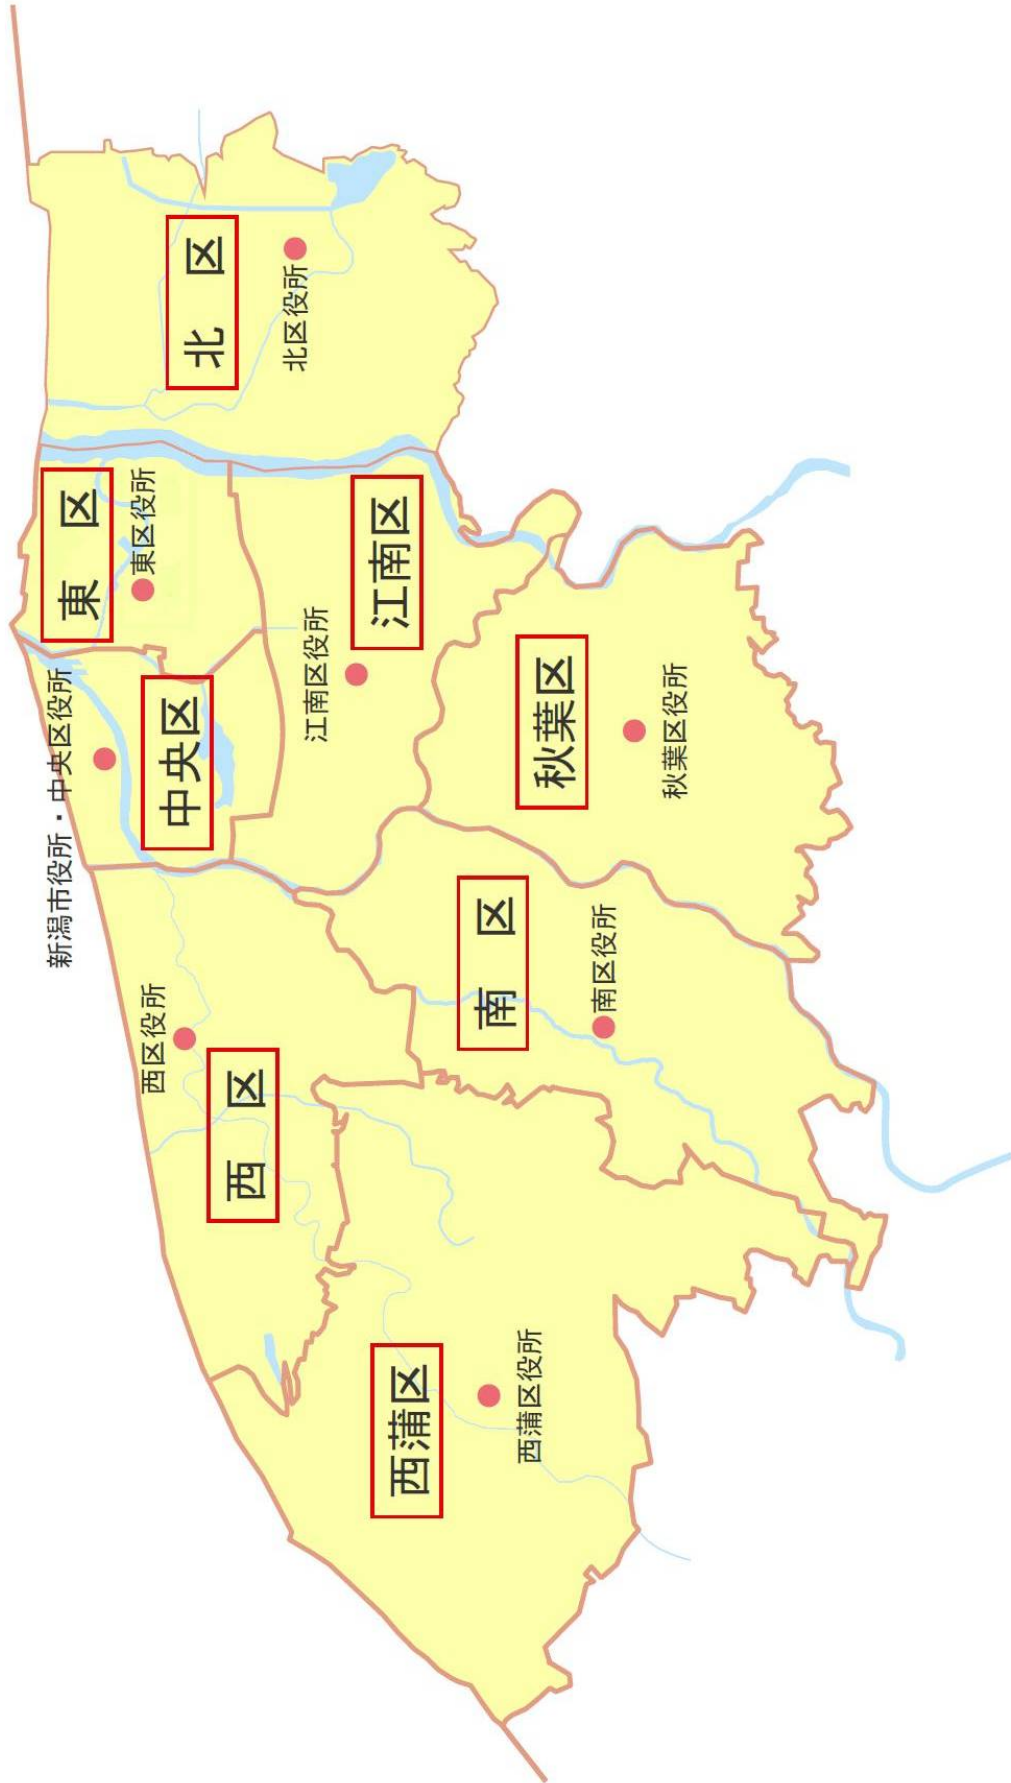 北　区
北区役所
東　区
東区役所
新潟市役所・中央区役所
中央区
江南区
江南区役所
秋葉区
秋葉区役所
南　区
南区役所
西区役所
西　区
西蒲区
西蒲区役所